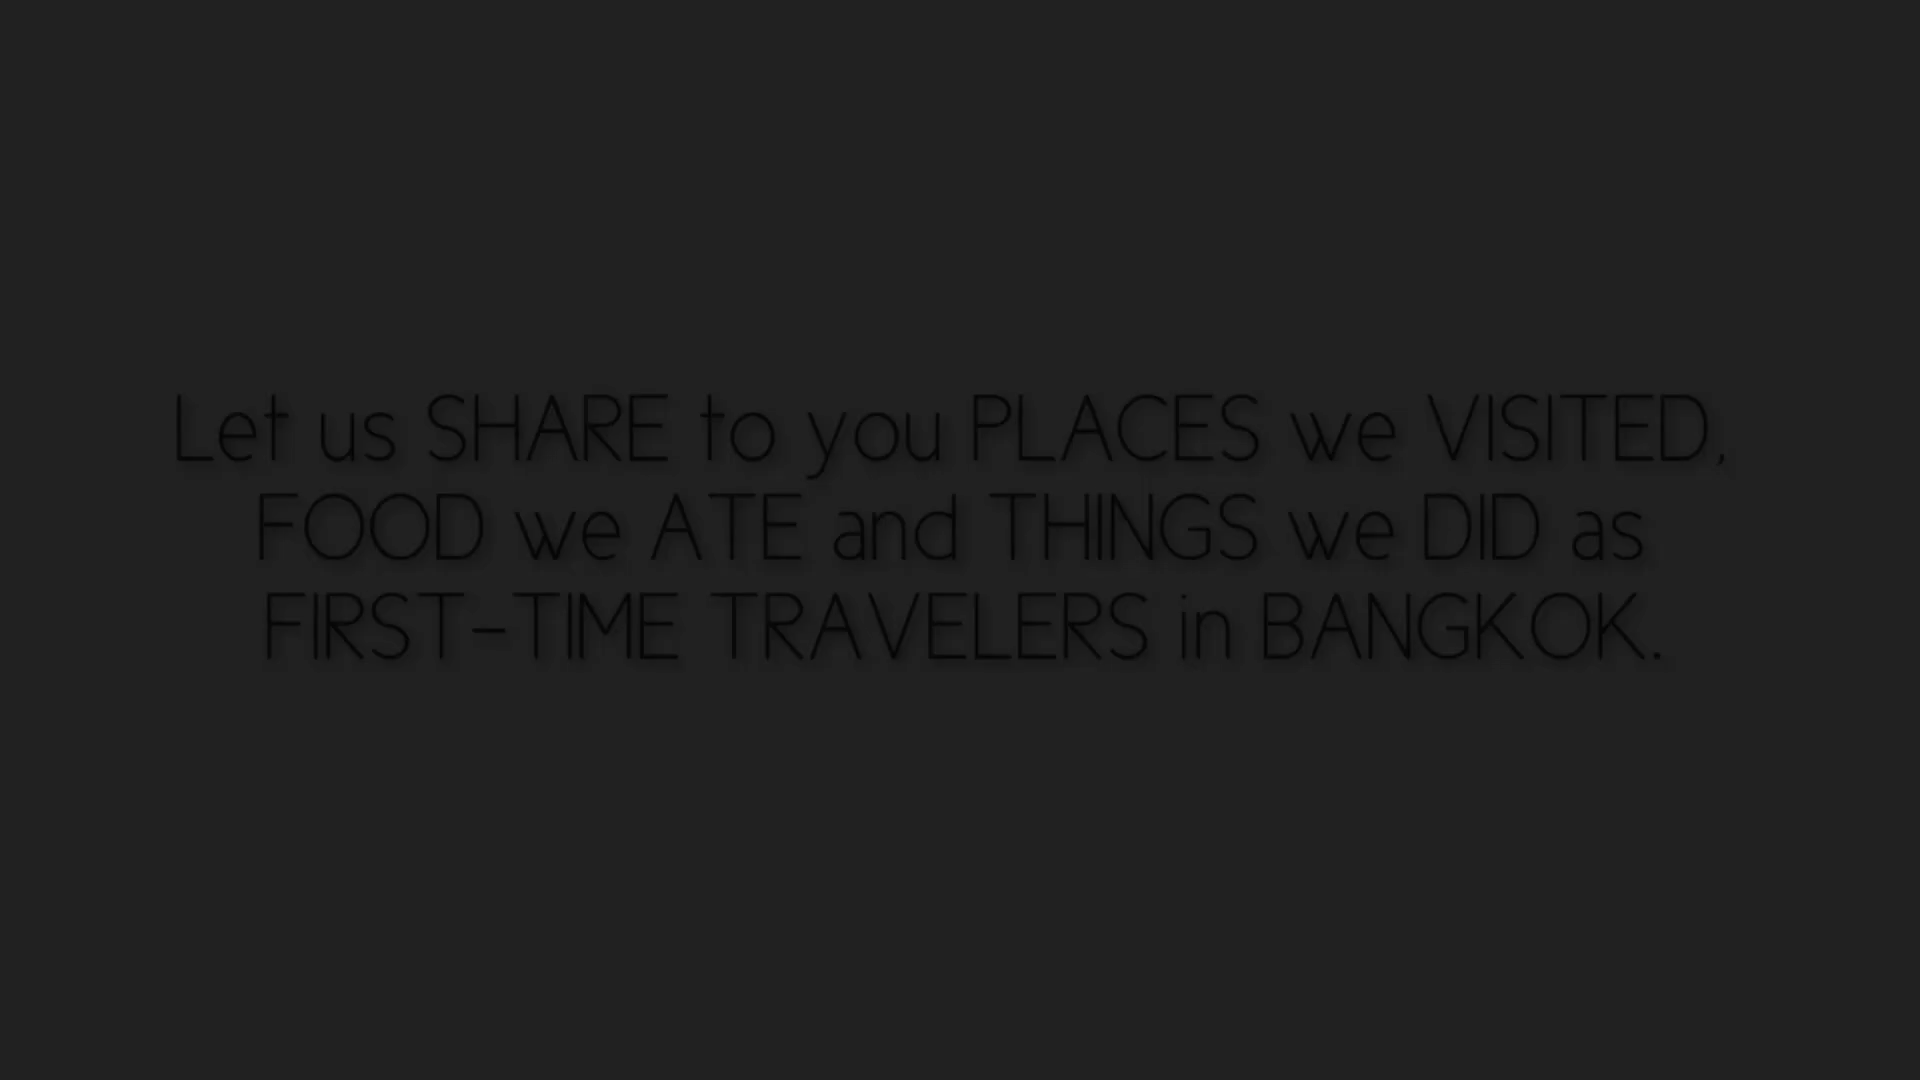 Let us SHARE to you PLACES we VISITED,
FOOD we ATE and THINGS we DID as
FIRST-TIME TRAVELERS in BANGKOK.